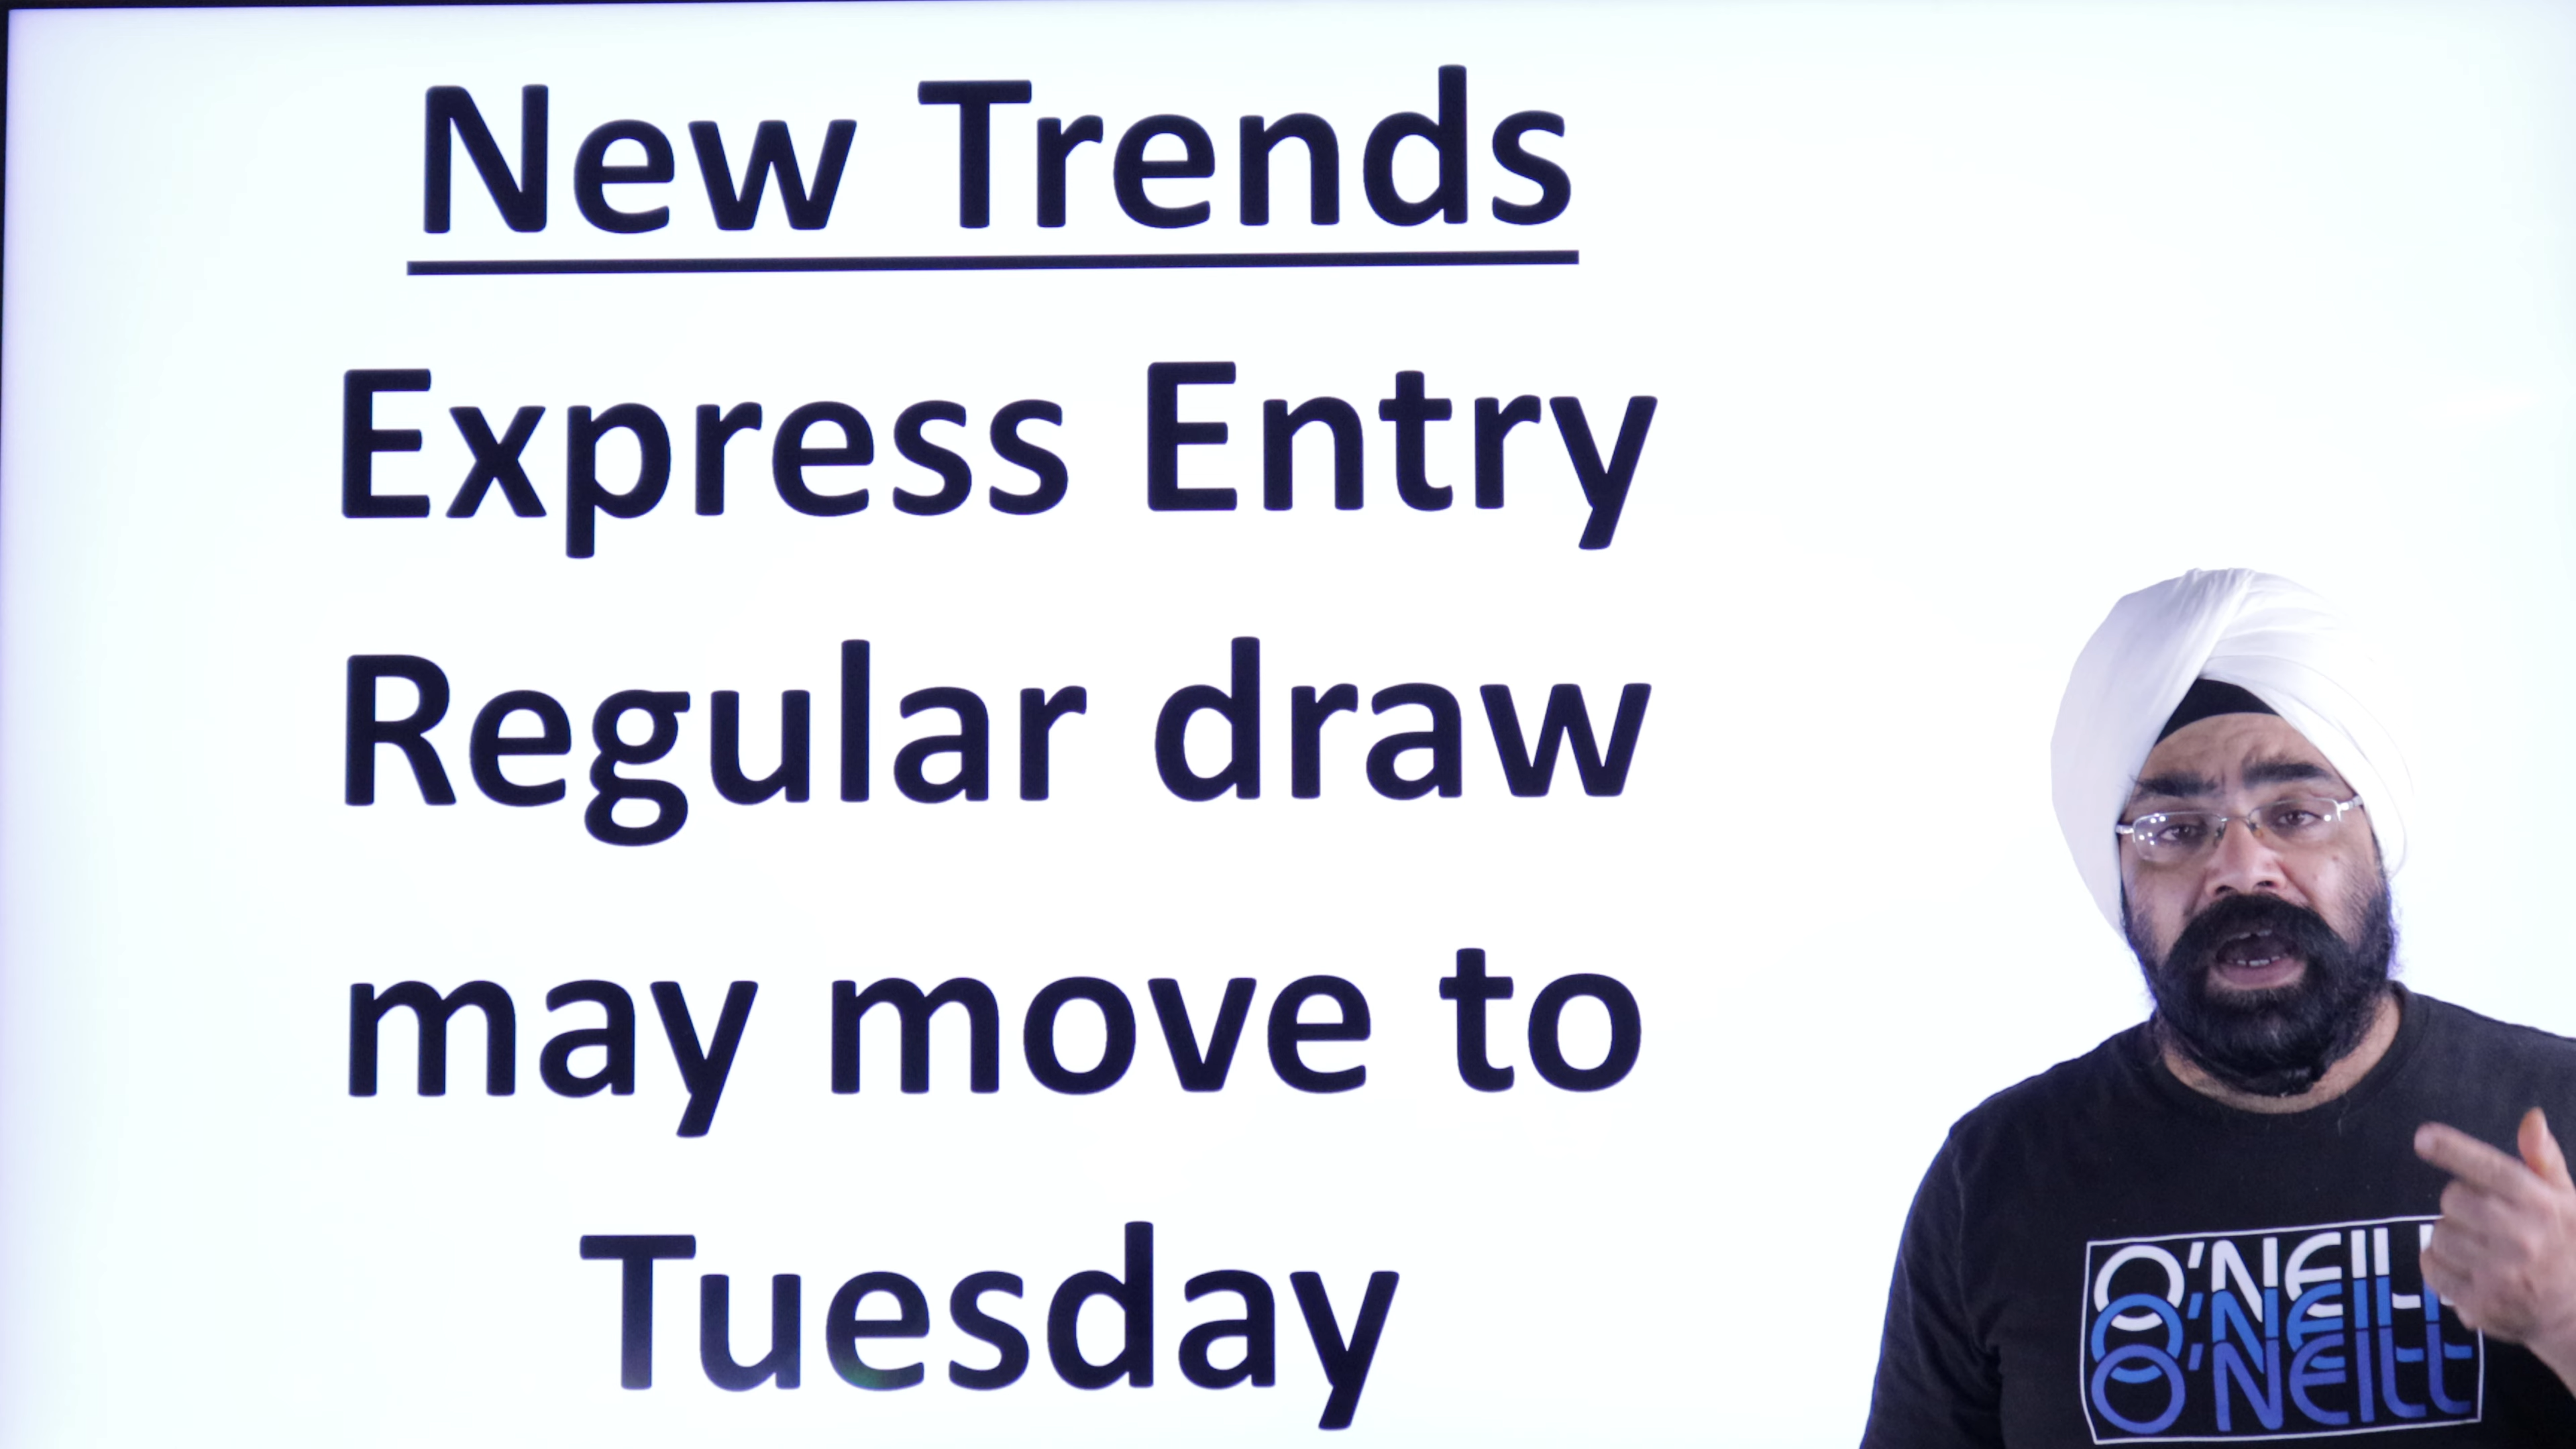 New Trends
Express Entry
Regular draw
may move to
Tuesday
O'NEILL
O'NEILL
O'NEILL